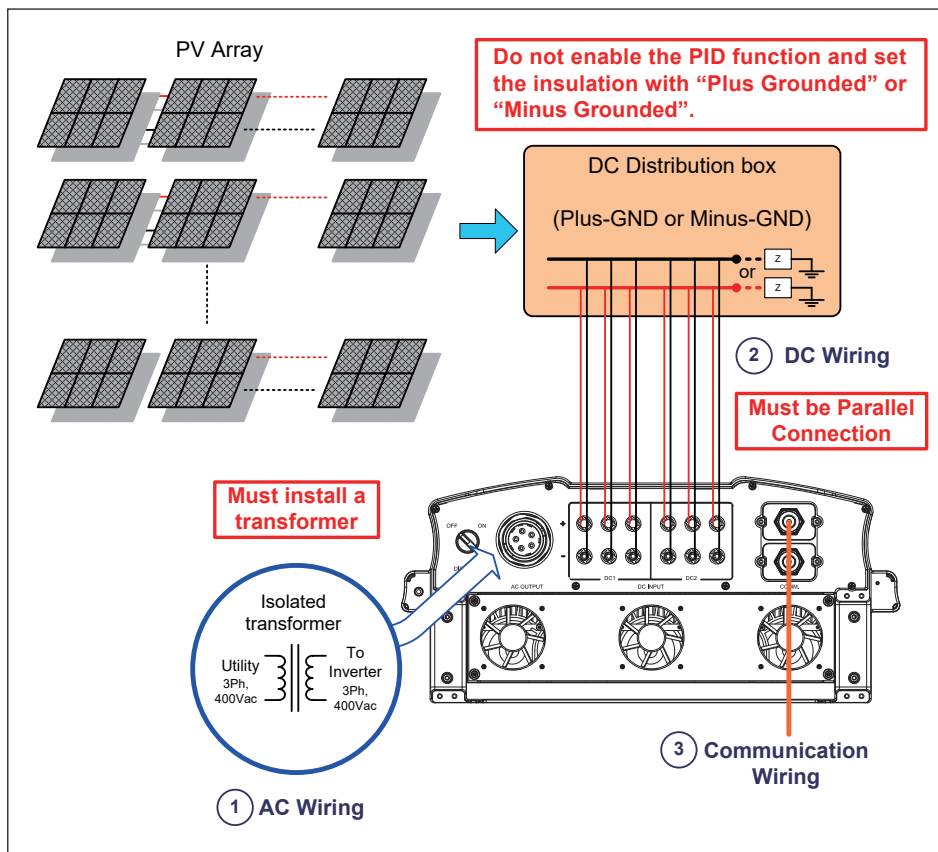 PV Array
Do not enable the PID function and set
the insulation with “Plus Grounded” or
“Minus Grounded”.
DC Distribution box
(Plus-GND or Minus-GND)
Z
or
Z
2 DC Wiring
Must be Parallel
Connection
Must install a
transformer
OFF
ON
+
-
AC OUTPUT
DC1
DC INPUT
DC2
COMM.
Isolated
transformer
Utility
3Ph,
400Vac
To
Inverter
3Ph,
400Vac
3 Communication
Wiring
1 AC Wiring